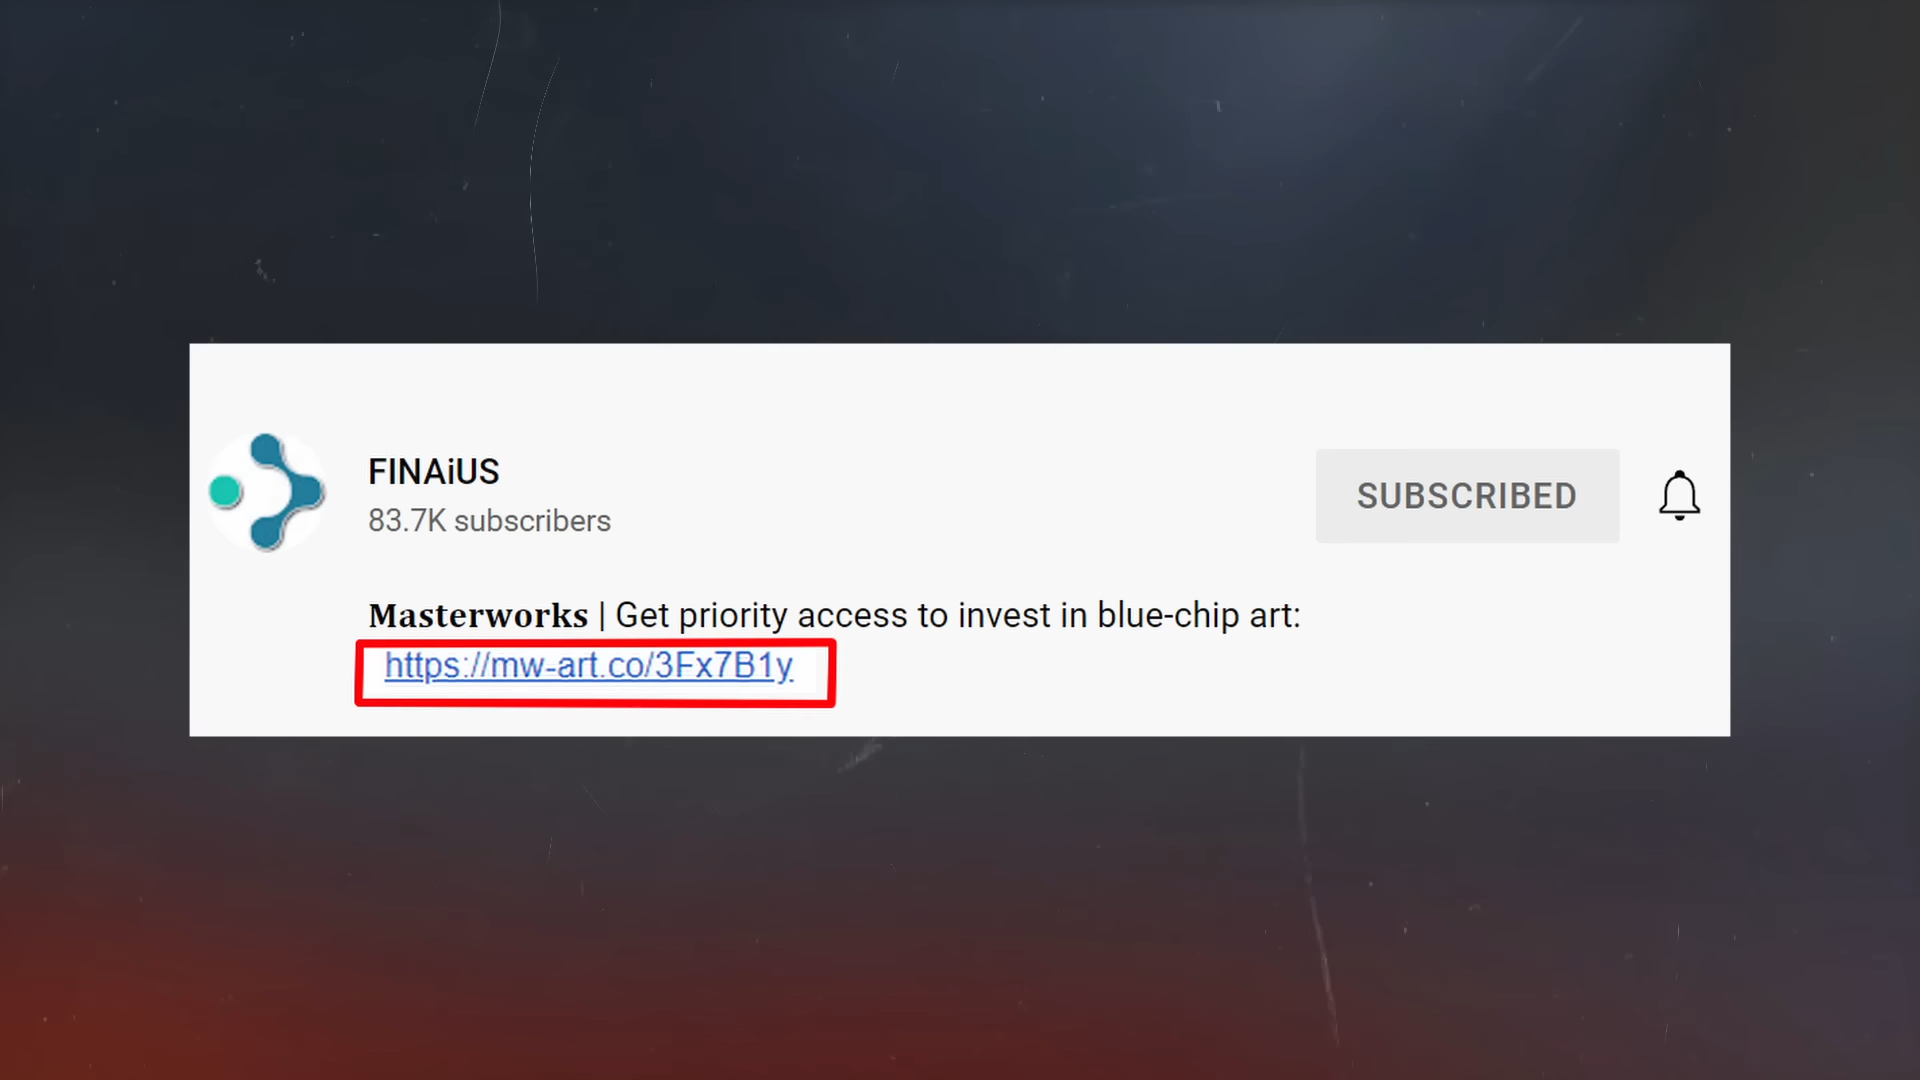 FINAiUS
83.7K subscribers
SUBSCRIBED
Masterworks | Get priority access to invest in blue-chip art:
https://mw-art.co/3Fx7B1y